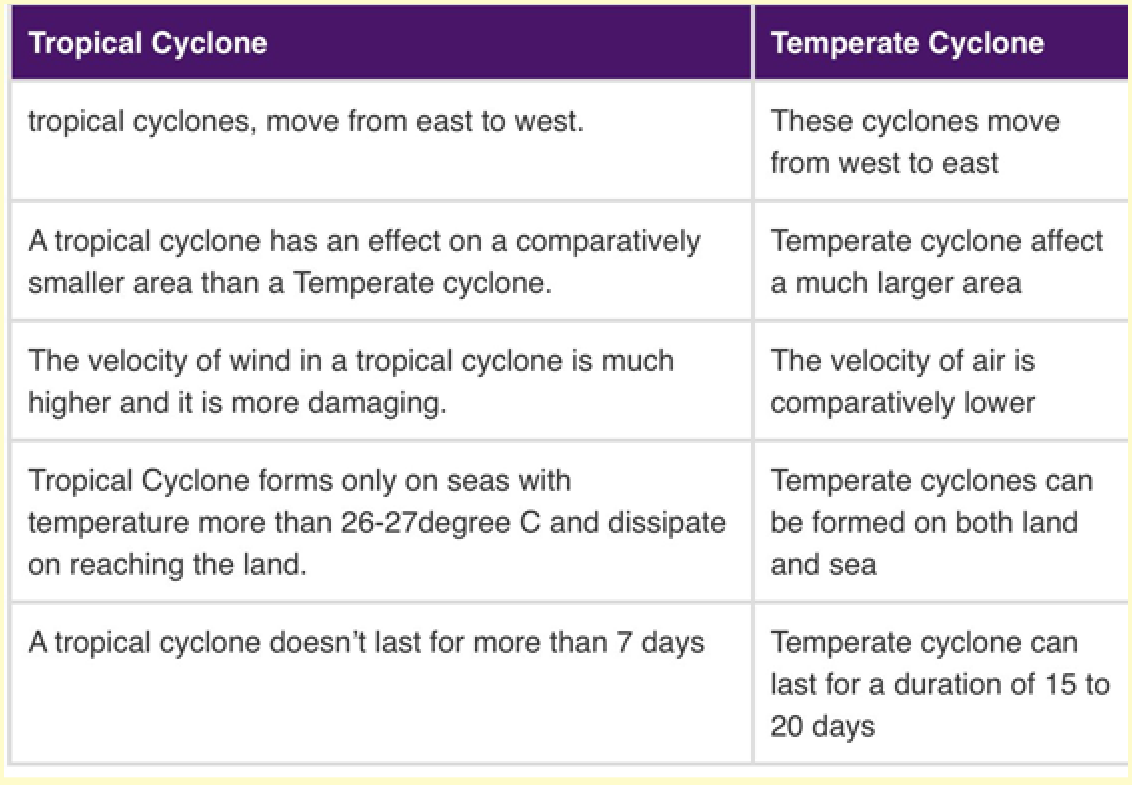 Tropical Cyclone
Temperate Cyclone
tropical cyclones, move from east to west.
These cyclones move
from west to east
A tropical cyclone has an effect on a comparatively
smaller area than a Temperate cyclone.
Temperate cyclone affect
a much larger area
The velocity of wind in a tropical cyclone is much
higher and it is more damaging.
The velocity of air is
comparatively lower
Tropical Cyclone forms only on seas with
temperature more than 26-27degree C and dissipate
on reaching the land.
Temperate cyclones can
be formed on both land
and sea
A tropical cyclone doesn’t last for more than 7 days
Temperate cyclone can
last for a duration of 15 to
20 days